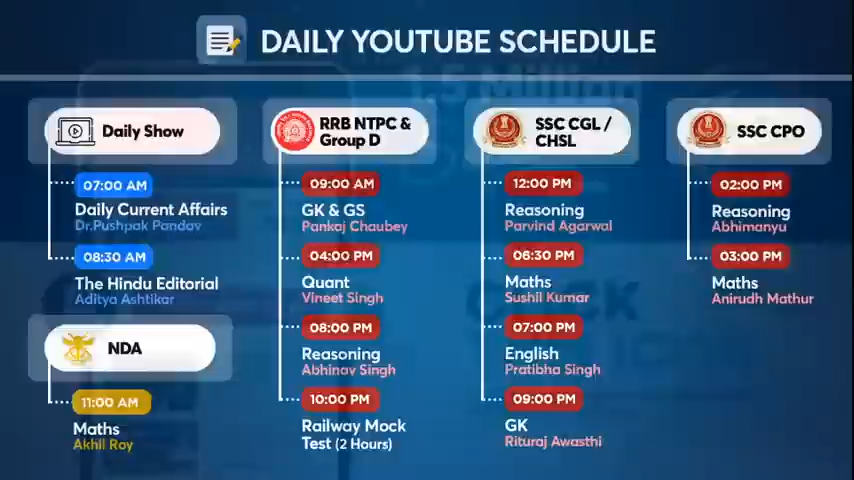 DAILY YOUTUBE SCHEDULE
Daily Show
07:00 AM
Daily Current Affairs
Dr.Pushpak Pandav
08:30 AM
The Hindu Editorial
Aditya Ashtikar
NDA
11:00 AM
Maths
Akhil Roy
RRB NTPC &
Group D
09:00 AM
GK & GS
Pankaj Chaubey
04:00 PM
Quant
Vineet Singh
08:00 PM
Reasoning
Abhinav Singh
10:00 PM
Railway Mock
Test (2 Hours)
SSC CGL /
CHSL
12:00 PM
Reasoning
Parvind Agarwal
06:30 PM
Maths
Sushil Kumar
07:00 PM
English
Pratibha Singh
09:00 PM
GK
Rituraj Awasthi
SSC CPO
02:00 PM
Reasoning
Abhimanyu
03:00 PM
Maths
Anirudh Mathur
1.5 Million